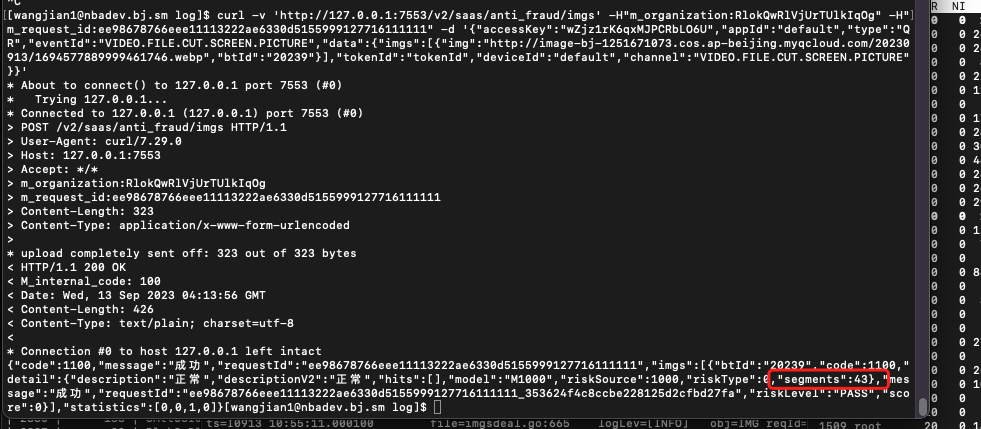 [[wangjian1@nbadev.bj.sm log]$ curl -v 'http://127.0.0.1:7553/v2/saas/anti_fraud/imgs' -H"m_organization:RlokQwRlVjUrTUlkIqOg" -H"]
m_request_id:ee98678766eee11113222ae6330d5155999127716111111" -d '{"accessKey":"wZjz1rK6qxMJPCRbLO6U","appId":"default","type":"Q
R","eventId":"VIDEO.FILE.CUT.SCREEN.PICTURE","data":{"imgs":[{"img":"http://image-bj-1251671073.cos.ap-beijing.myqcloud.com/20230
913/1694577889999461746.webp","btId":"20239"}],"tokenId":"tokenId","deviceId":"default","channel":"VIDEO.FILE.CUT.SCREEN.PICTURE"
}}'
* About to connect() to 127.0.0.1 port 7553 (#0)
*   Trying 127.0.0.1...
* Connected to 127.0.0.1 (127.0.0.1) port 7553 (#0)
> POST /v2/saas/anti_fraud/imgs HTTP/1.1
> User-Agent: curl/7.29.0
> Host: 127.0.0.1:7553
> Accept: */*
> m_organization:RlokQwRlVjUrTUlkIqOg
> m_request_id:ee98678766eee11113222ae6330d5155999127716111111
> Content-Length: 323
> Content-Type: application/x-www-form-urlencoded
>
* upload completely sent off: 323 out of 323 bytes
< HTTP/1.1 200 OK
< M_internal_code: 100
< Date: Wed, 13 Sep 2023 04:13:56 GMT
< Content-Length: 426
< Content-Type: text/plain; charset=utf-8
<
* Connection #0 to host 127.0.0.1 left intact
{"code":1100,"message":"成功","requestId":"ee98678766eee11113222ae6330d5155999127716111111","imgs":[{"btId":"20239","code":1100,"
detail":{"description":"正常","descriptionV2":"正常","hits":[],"model":"M1000","riskSource":1000,"riskType":0,"segments":43},"mes
sage":"成功","requestId":"ee98678766eee11113222ae6330d5155999127716111111_353624f4c8ccbe228125d2cfbd27fa","riskLevel":"PASS","sco
re":0}],"statistics":[0,0,1,0]}[wangjian1@nbadev.bj.sm log]$
ts=I0913 10:55:11.000100 file=imgsdeal.go:665 logLev=[INFO] obj=IMG reqId=
1509 root
R NI